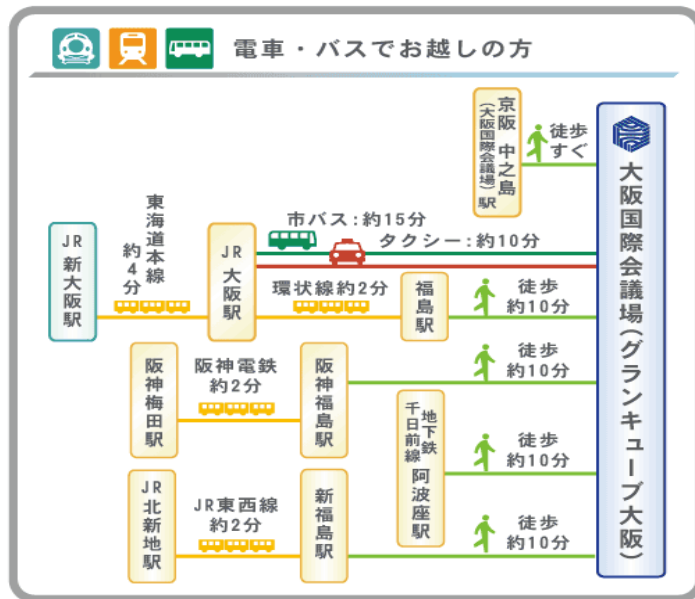 電車・バスでお越しの方
京阪 中之島
(大阪国際会議場)駅
徒歩
すぐ
大阪国際会議場(グランキューブ大阪)
JR 新大阪駅
東海道本線
約4分
JR 大阪駅
市バス:約15分
タクシー:約10分
環状線約2分
福島駅
徒歩
約10分
阪神梅田駅
阪神電鉄
約2分
阪神福島駅
徒歩
約10分
地下鉄
千日前線 阿波座駅
徒歩
約10分
JR 北新地駅
JR東西線
約2分
新福島駅
徒歩
約10分